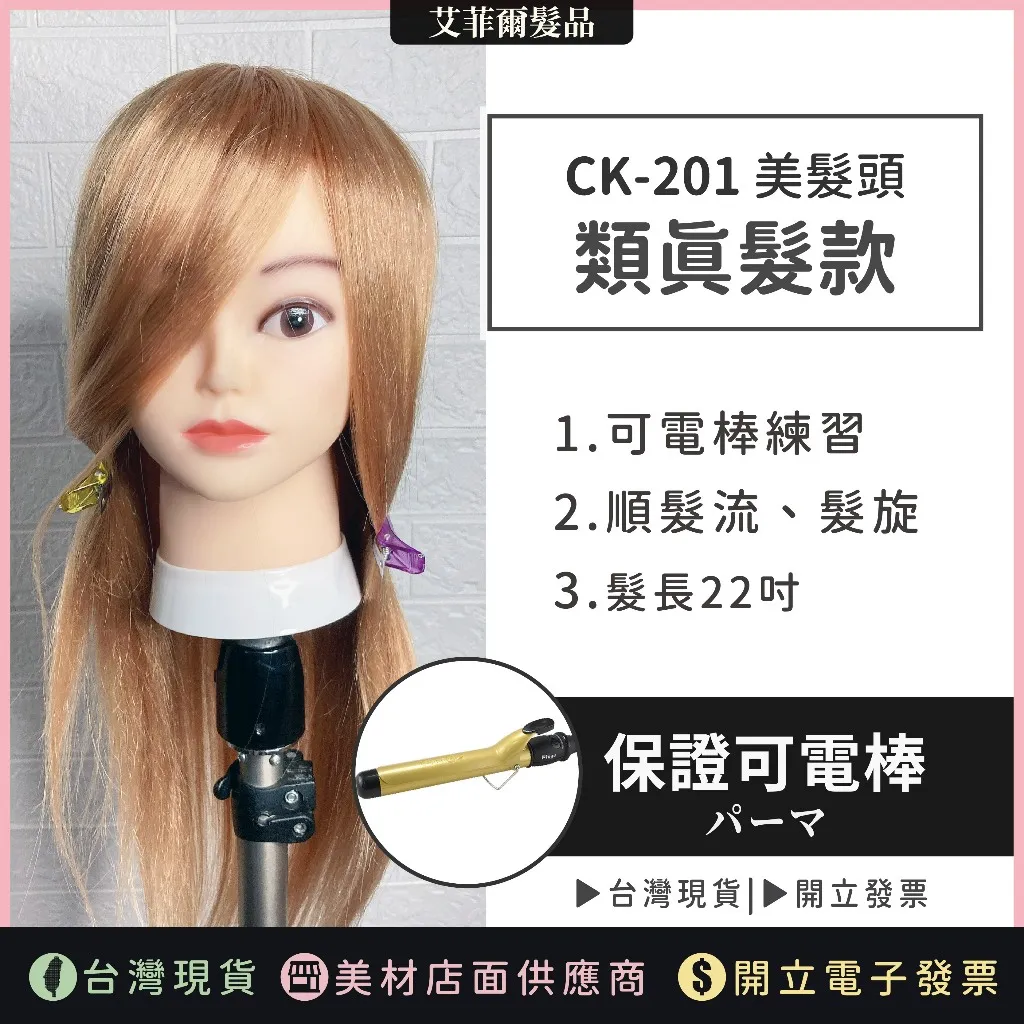 艾菲爾髮品
CK-201 美髮頭
類真髮款
1.可電棒練習
2.順髮流、髮旋
3.髮長22吋
保證可電棒
パーマ
▶台灣現貨|▶開立發票
台灣現貨 美材店面供應商 $ 開立電子發票